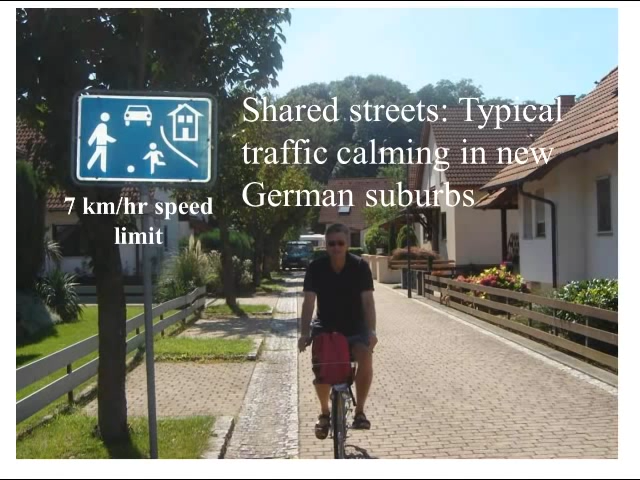 Shared streets: Typical
traffic calming in new
German suburbs
7 km/hr speed
limit